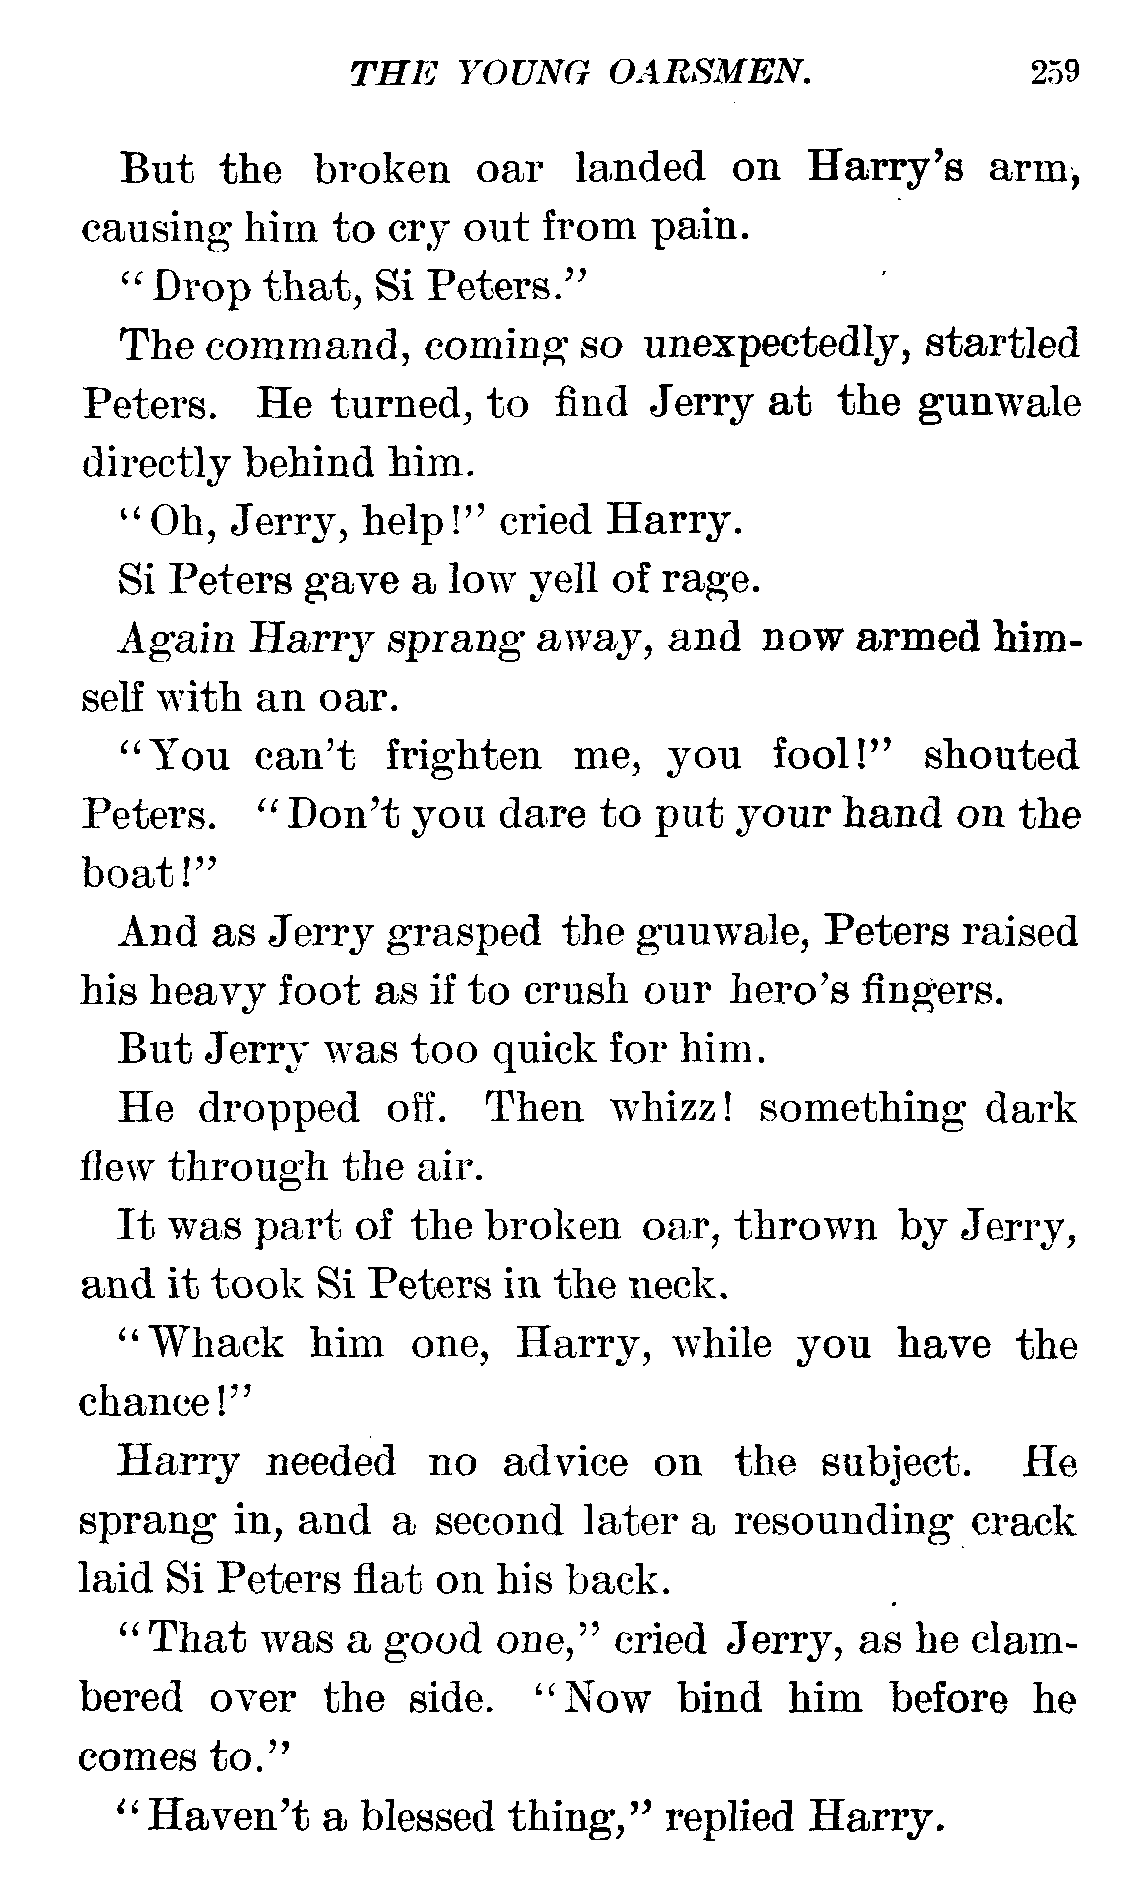 THE YOUNG OARSMEN. 259
But the broken oar landed on Harry's arm,
causing him to cry out from pain.
"Drop that, Si Peters."
The command, coming so unexpectedly, startled
Peters. He turned, to find Jerry at the gunwale
directly behind him.
"Oh, Jerry, help!" cried Harry.
Si Peters gave a low yell of rage.
Again Harry sprang away, and now armed him-
self with an oar.
"You can't frighten me, you fool!" shouted
Peters. "Don't you dare to put your hand on the
boat!"
And as Jerry grasped the guuwale, Peters raised
his heavy foot as if to crush our hero's fingers.
But Jerry was too quick for him.
He dropped off. Then whizz! something dark
flew through the air.
It was part of the broken oar, thrown by Jerry,
and it took Si Peters in the neck.
"Whack him one, Harry, while you have the
chance!"
Harry needed no advice on the subject. He
sprang in, and a second later a resounding crack
laid Si Peters flat on his back.
"That was a good one," cried Jerry, as he clam-
bered over the side. "Now bind him before he
comes to."
"Haven't a blessed thing," replied Harry.